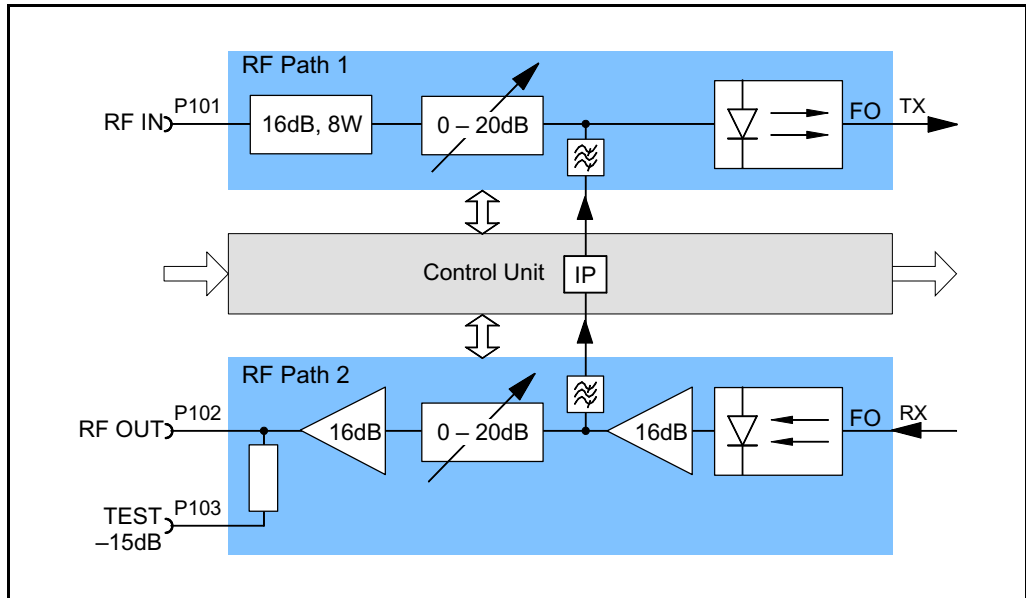 RF Path 1
RF IN
P101
16dB, 8W
0 – 20dB
FO
TX
Control Unit
IP
RF Path 2
RF OUT
P102
16dB
0 – 20dB
16dB
FO
RX
TEST
–15dB
P103